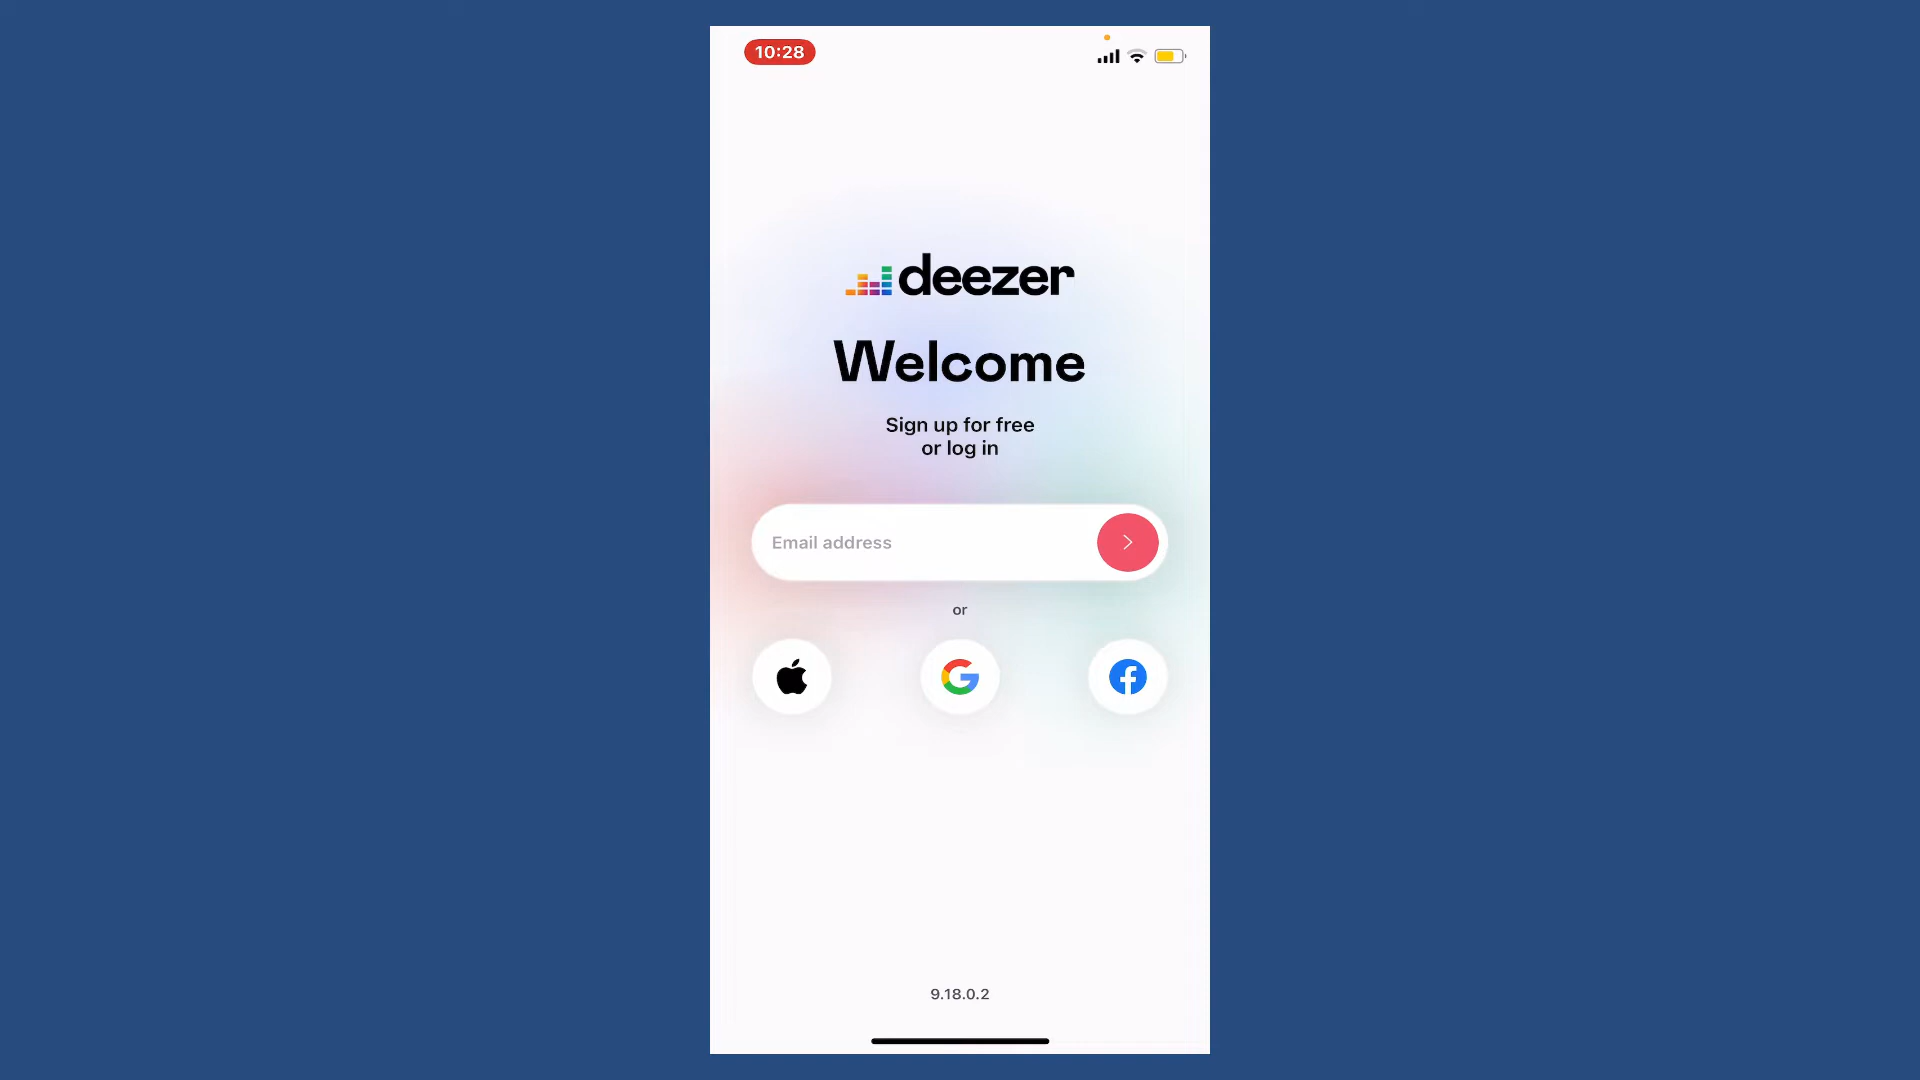 10:28
deezer
Welcome
Sign up for free
or log in
Email address
or
9.18.0.2